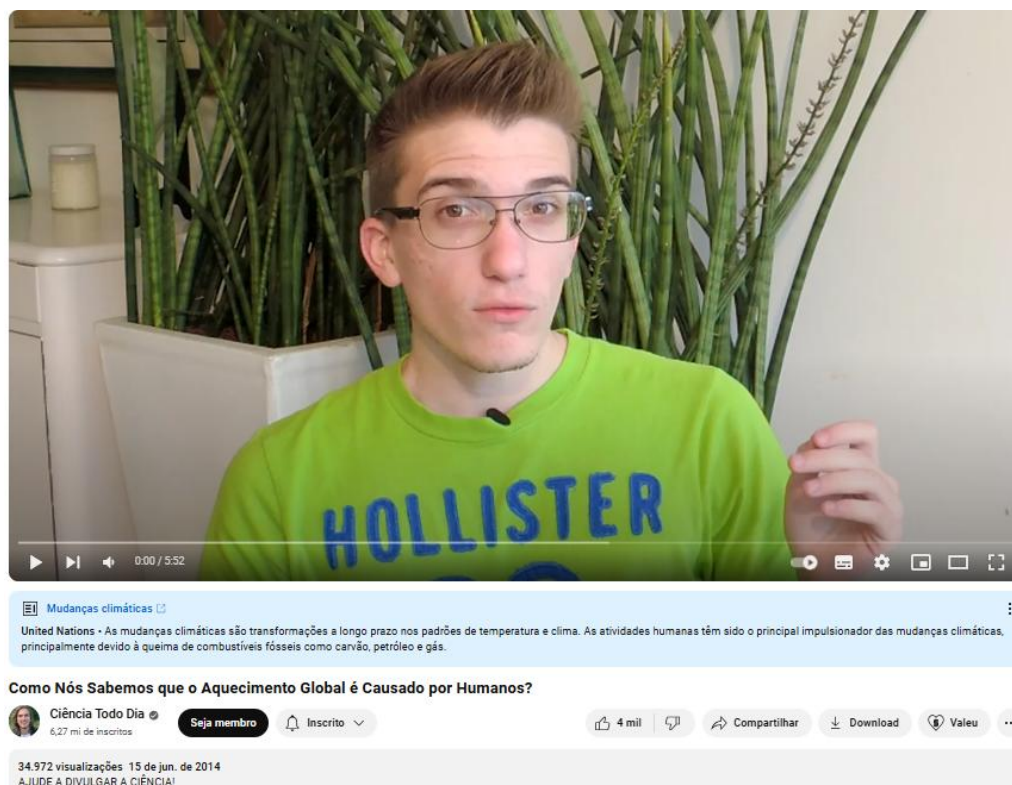 HOLLISTER
0:00 / 5:52
Mudanças climáticas
United Nations • As mudanças climáticas são transformações a longo prazo nos padrões de temperatura e clima. As atividades humanas têm sido o principal impulsionador das mudanças climáticas,
principalmente devido à queima de combustíveis fósseis como carvão, petróleo e gás.
Como Nós Sabemos que o Aquecimento Global é Causado por Humanos?
Ciência Todo Dia
6,27 mi de inscritos
Seja membro
Inscrito
4 mil
Compartilhar
Download
Valeu
34.972 visualizações 15 de jun. de 2014
AJUDE A DIVULGAR A CIÊNCIA!